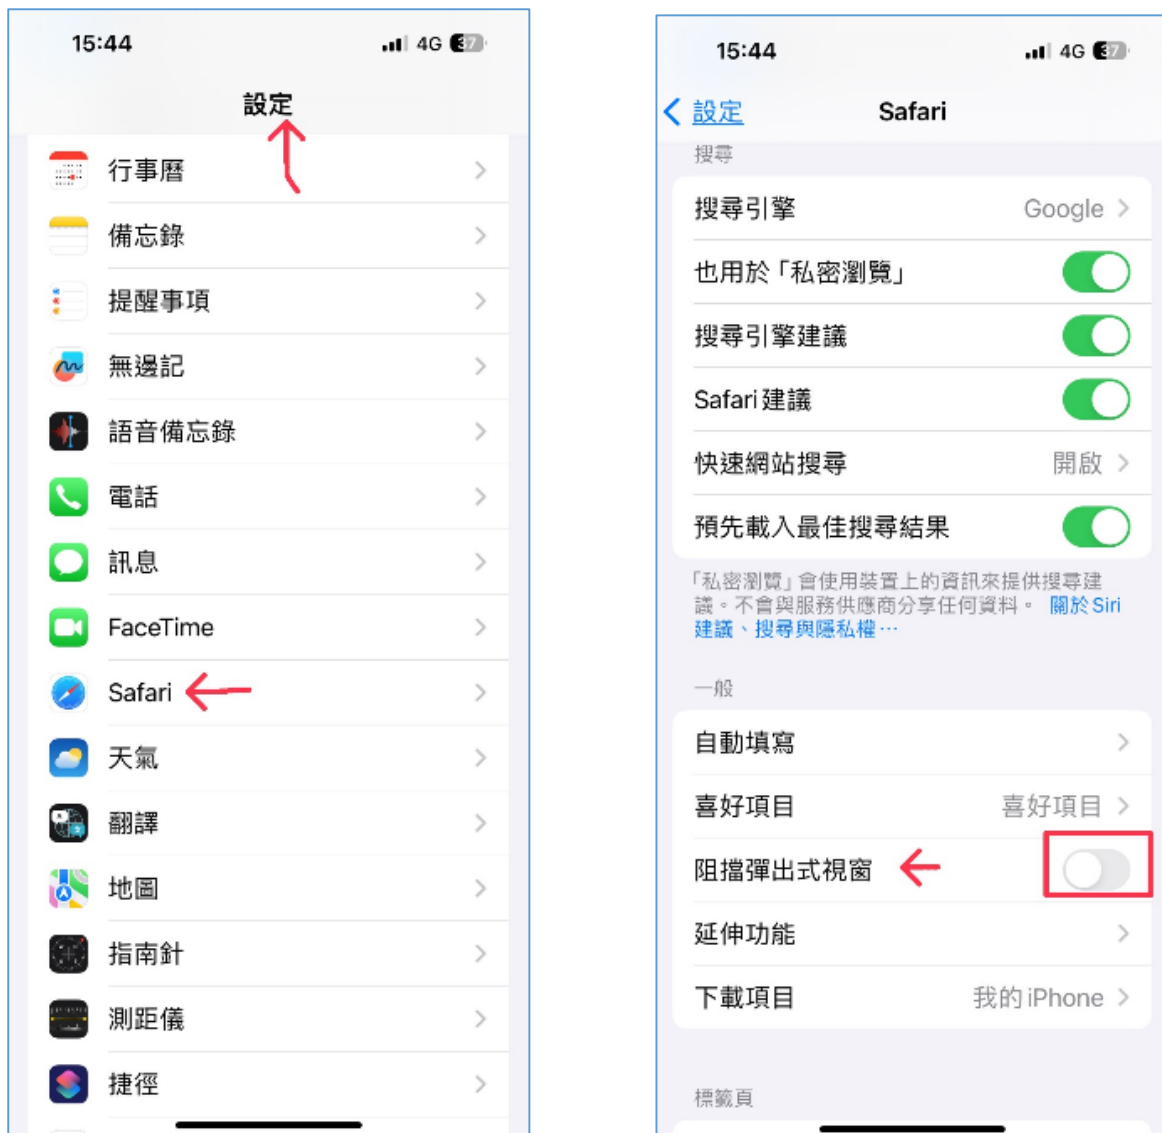 15:44
4G 37
設定
行事曆
備忘錄
提醒事項
無邊記
語音備忘錄
電話
訊息
FaceTime
Safari
天氣
翻譯
地圖
指南針
測距儀
捷徑
15:44
4G 37
設定
Safari
搜尋
搜尋引擎 Google
也用於「私密瀏覽」
搜尋引擎建議
Safari 建議
快速網站搜尋 開啟
預先載入最佳搜尋結果
「私密瀏覽」會使用裝置上的資訊來提供搜尋建
議。不會與服務供應商分享任何資料。 關於 Siri
建議、搜尋與隱私權⋯
一般
自動填寫
喜好項目 喜好項目
阻擋彈出式視窗
延伸功能
下載項目 我的 iPhone
標籤頁